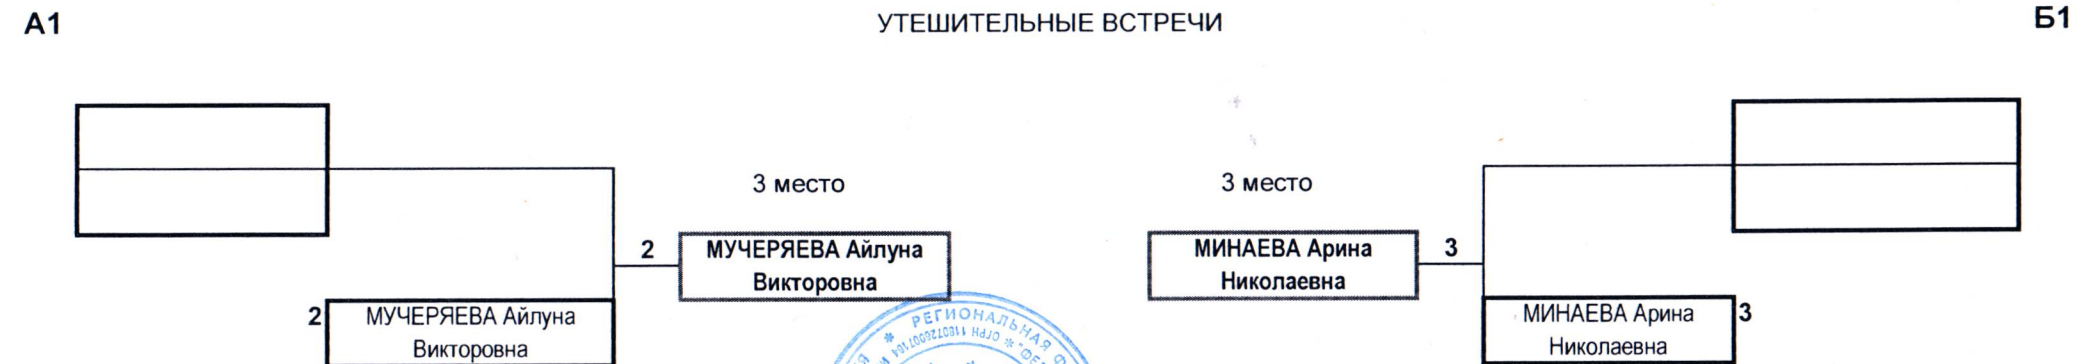 А1
УТЕШИТЕЛЬНЫЕ ВСТРЕЧИ
Б1
3 место
3 место
2
МУЧЕРЯЕВА Айлуна
Викторовна
МИНАЕВА Арина
Николаевна
3
2
МУЧЕРЯЕВА Айлуна
Викторовна
МИНАЕВА Арина
Николаевна
3
РЕГИОНАЛЬНАЯ
ОГРН